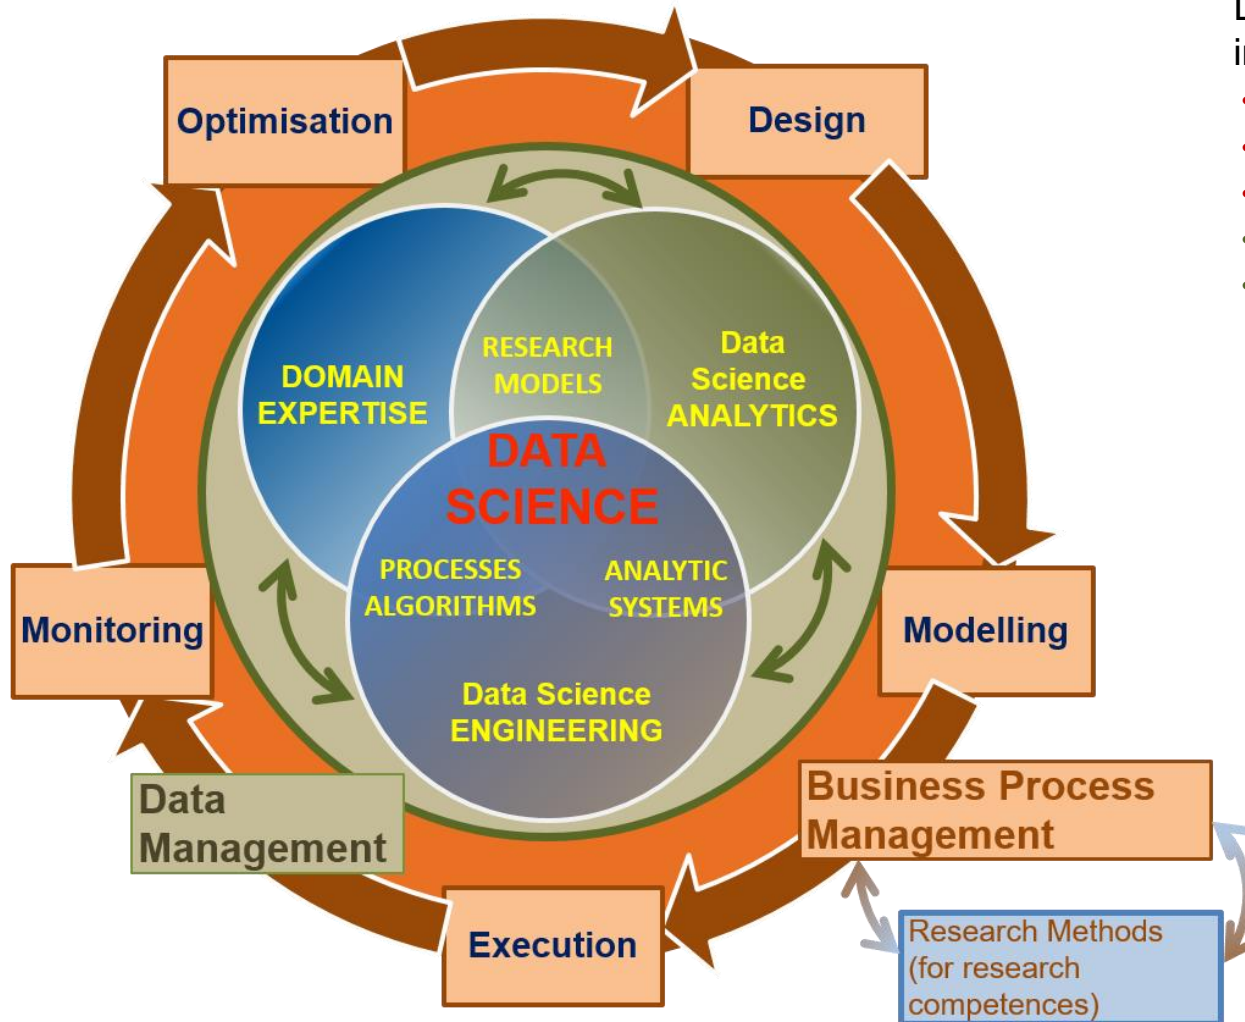 Optimisation
Design
DOMAIN
EXPERTISE
RESEARCH
MODELS
Data
Science
ANALYTICS
DATA
SCIENCE
PROCESSES
ALGORITHMS
ANALYTIC
SYSTEMS
Data Science
ENGINEERING
Monitoring
Modelling
Data
Management
Business Process
Management
Execution
Research Methods
(for research
competences)